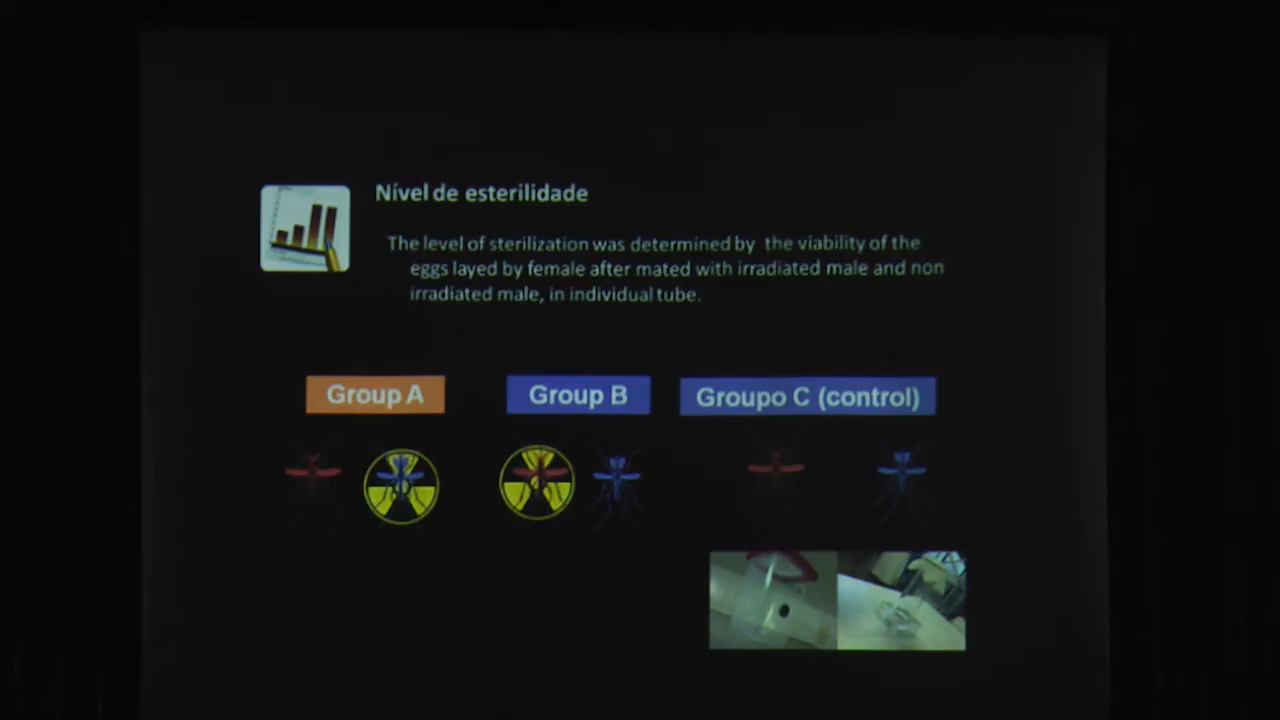 Nível de esterilidade
The level of sterilization was determined by the viability of the
eggs layed by female after mated with irradiated male and non
irradiated male, in individual tube.
Group A
Group B
Groupo C (control)